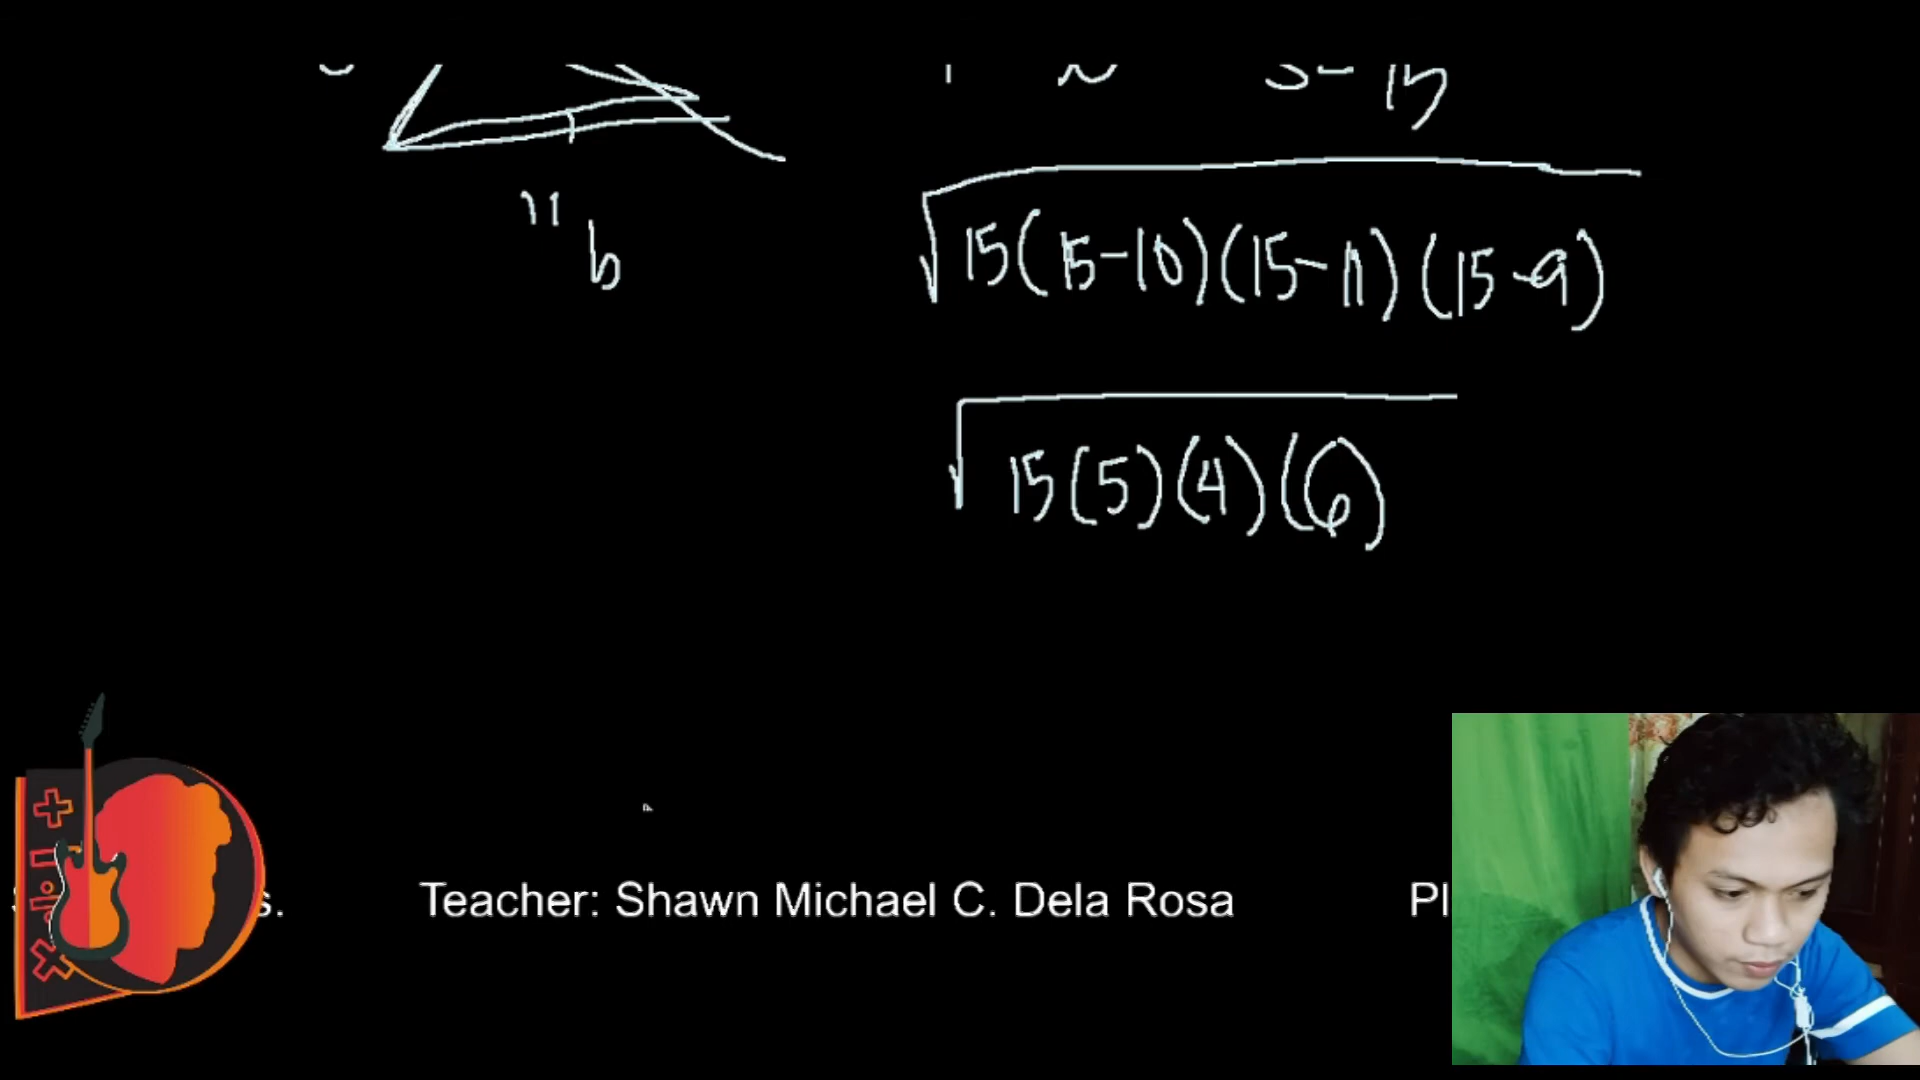 s = 15
11
b
√15(15-10)(15-11)(15-9)
√15(5)(4)(6)
s. Teacher: Shawn Michael C. Dela Rosa Pl